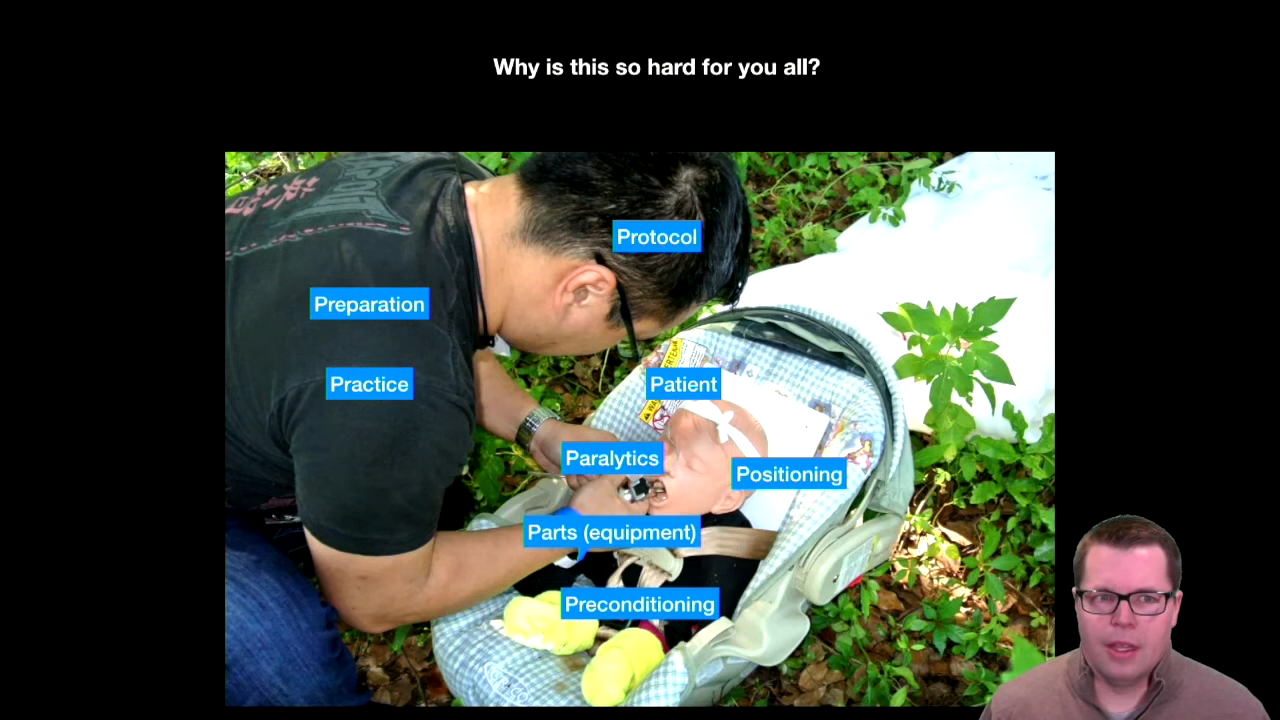 Why is this so hard for you all?
Protocol
Preparation
Practice
Patient
Paralytics
Positioning
Parts (equipment)
Preconditioning